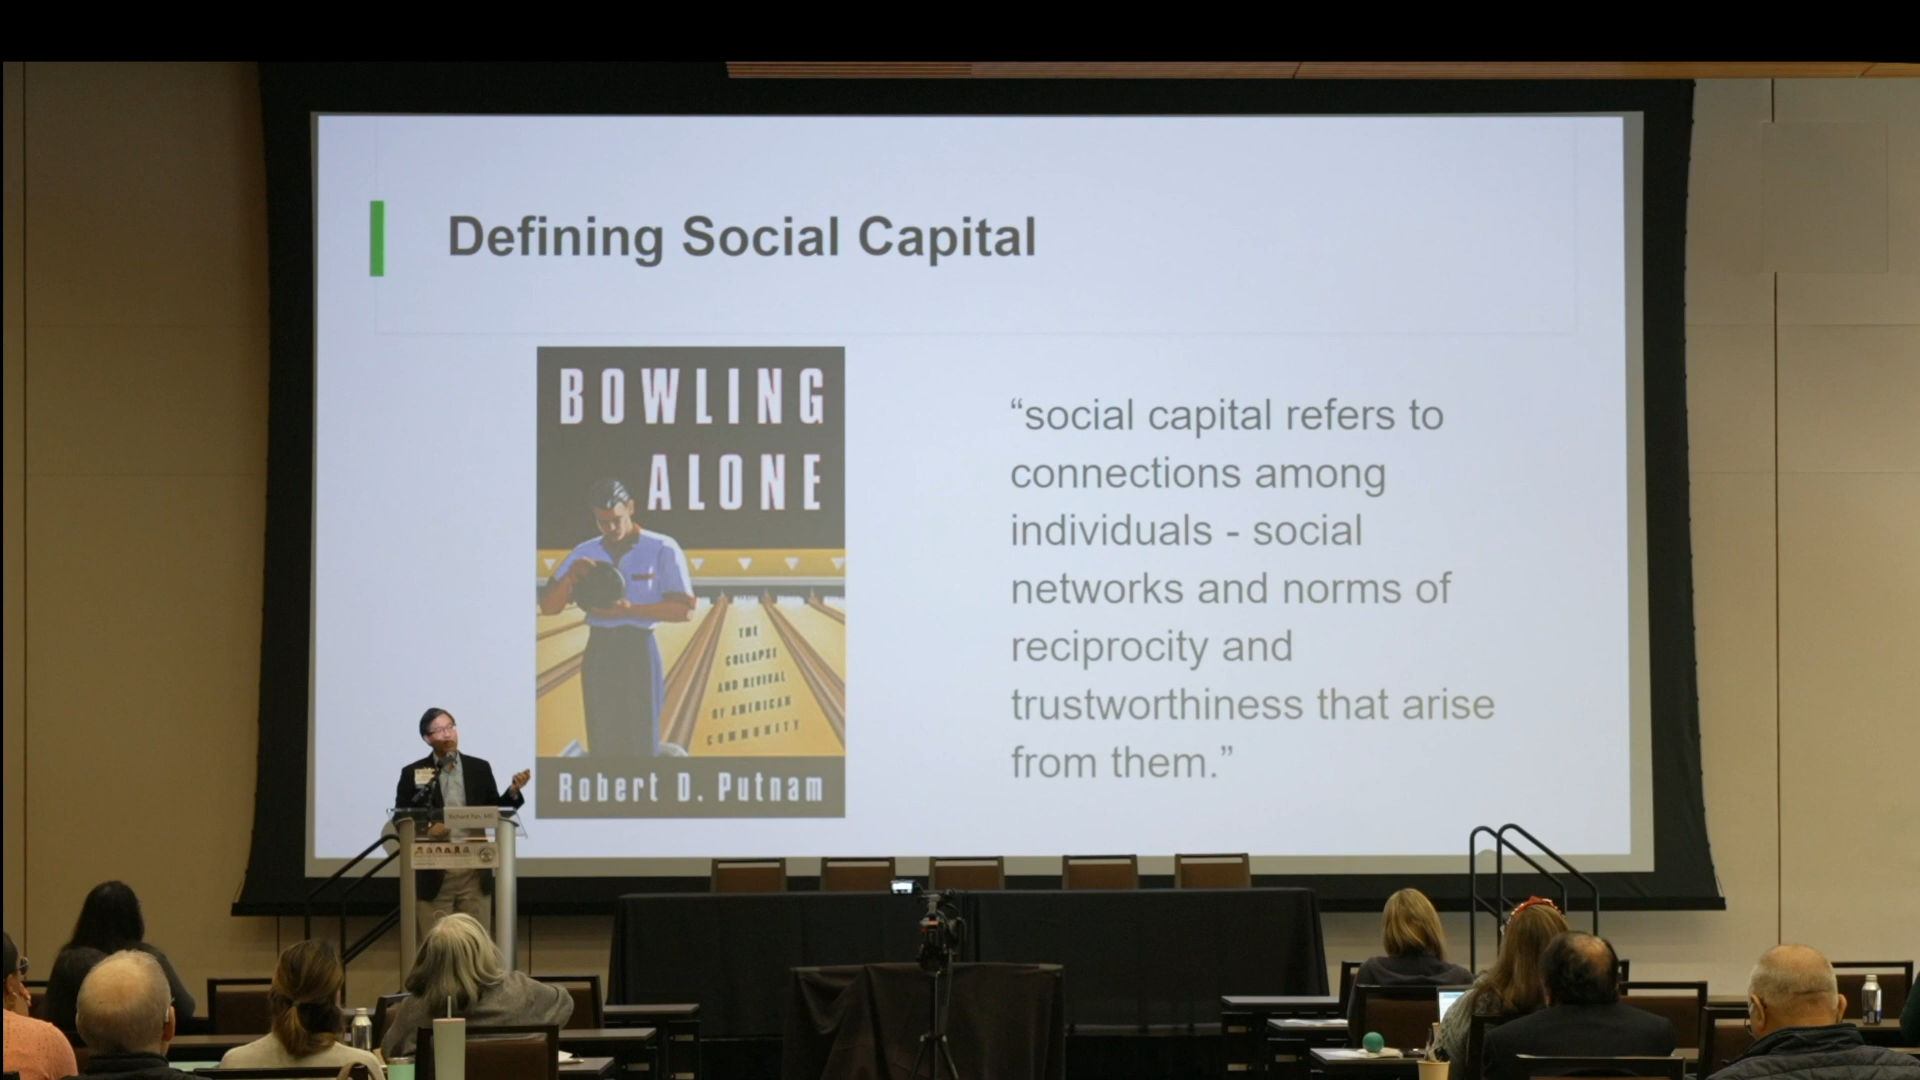 Defining Social Capital
BOWLING
ALONE
THE
COLLAPSE
AND REVIVAL
OF AMERICAN
COMMUNITY
Robert D. Putnam
“social capital refers to
connections among
individuals - social
networks and norms of
reciprocity and
trustworthiness that arise
from them.”